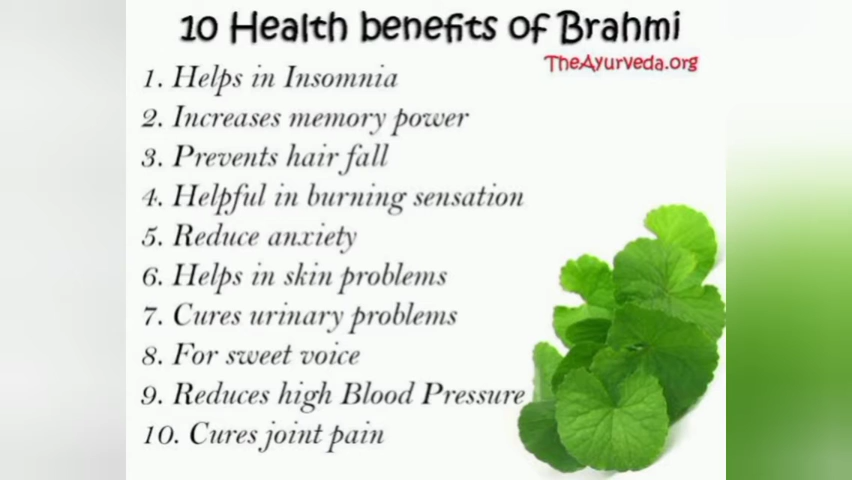 10 Health benefits of Brahmi
TheAyurveda.org
1. Helps in Insomnia
2. Increases memory power
3. Prevents hair fall
4. Helpful in burning sensation
5. Reduce anxiety
6. Helps in skin problems
7. Cures urinary problems
8. For sweet voice
9. Reduces high Blood Pressure
10. Cures joint pain